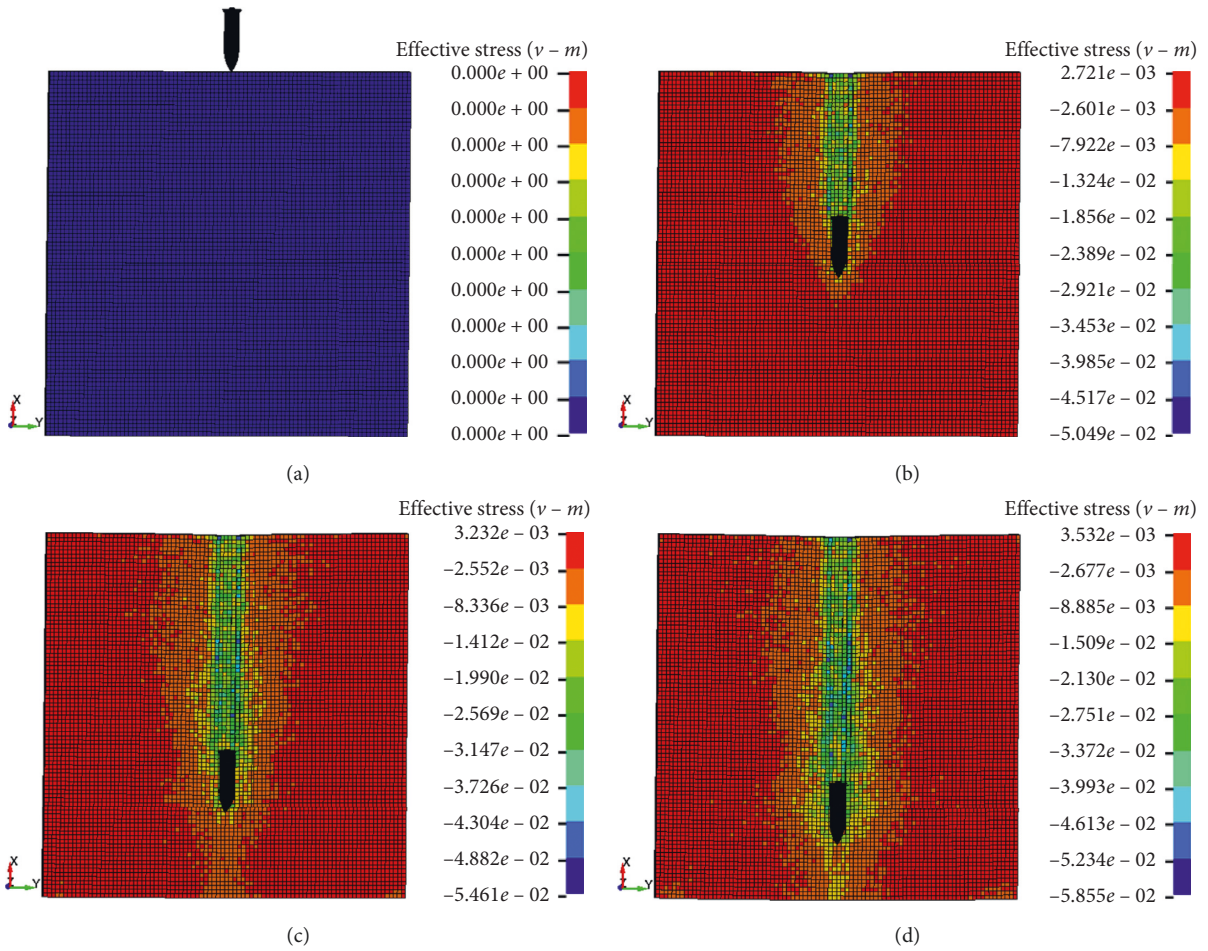 Effective stress (v – m)
0.000e + 00
0.000e + 00
0.000e + 00
0.000e + 00
0.000e + 00
0.000e + 00
0.000e + 00
0.000e + 00
0.000e + 00
0.000e + 00
0.000e + 00
X
Z
Y
(a)
Effective stress (v – m)
2.721e – 03
–2.601e – 03
–7.922e – 03
–1.324e – 02
–1.856e – 02
–2.389e – 02
–2.921e – 02
–3.453e – 02
–3.985e – 02
–4.517e – 02
–5.049e – 02
X
Z
Y
(b)
Effective stress (v – m)
3.232e – 03
–2.552e – 03
–8.336e – 03
–1.412e – 02
–1.990e – 02
–2.569e – 02
–3.147e – 02
–3.726e – 02
–4.304e – 02
–4.882e – 02
–5.461e – 02
X
Z
Y
(c)
Effective stress (v – m)
3.532e – 03
–2.677e – 03
–8.885e – 03
–1.509e – 02
–2.130e – 02
–2.751e – 02
–3.372e – 02
–3.993e – 02
–4.613e – 02
–5.234e – 02
–5.855e – 02
X
Z
Y
(d)